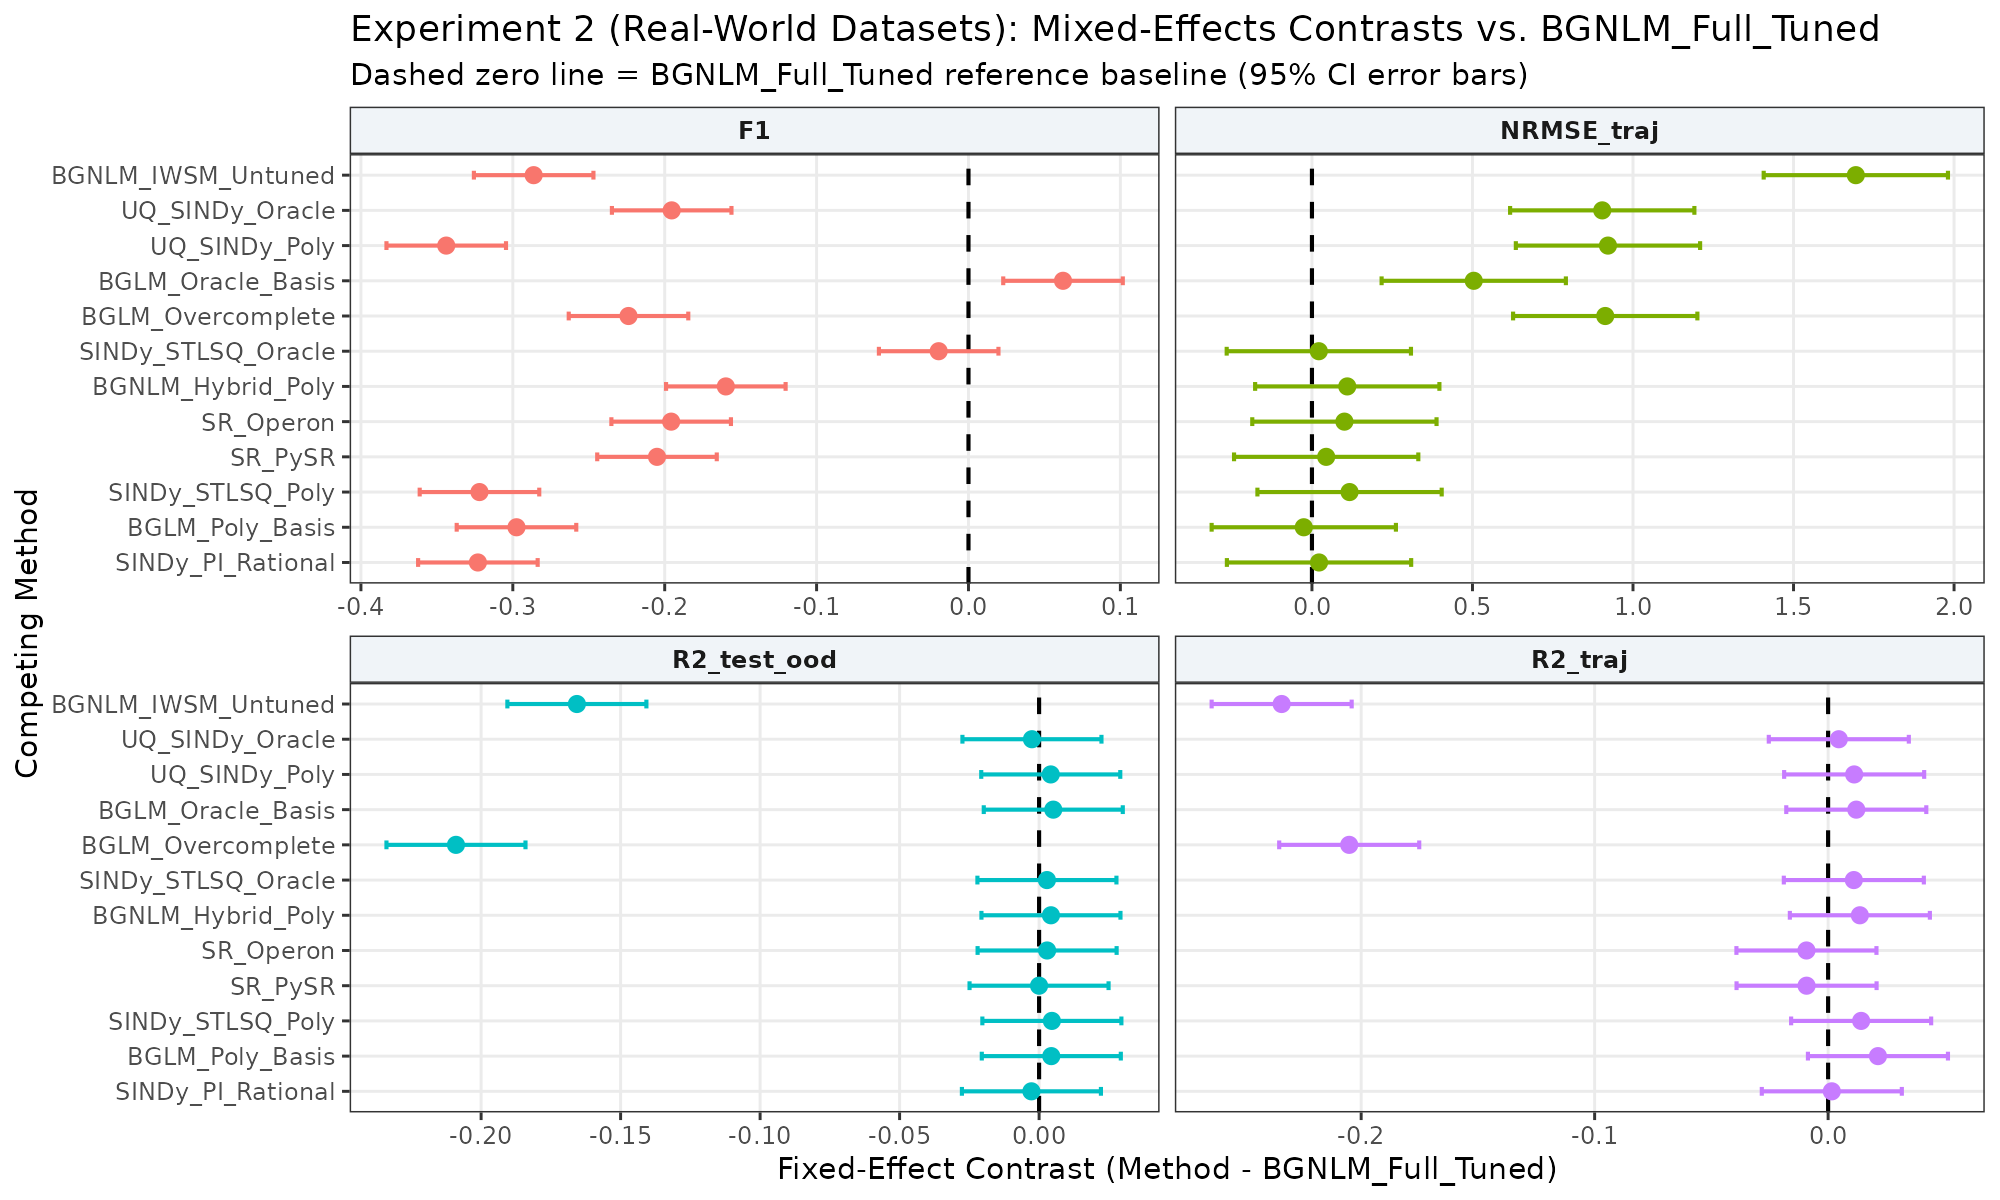 Experiment 2 (Real-World Datasets): Mixed-Effects Contrasts vs. BGNLM_Full_Tuned
Dashed zero line = BGNLM_Full_Tuned reference baseline (95% CI error bars)
F1
NRMSE_traj
BGNLM_IWSM_Untuned
UQ_SINDy_Oracle
UQ_SINDy_Poly
BGLM_Oracle_Basis
BGLM_Overcomplete
SINDy_STLSQ_Oracle
BGNLM_Hybrid_Poly
SR_Operon
SR_PySR
SINDy_STLSQ_Poly
BGLM_Poly_Basis
SINDy_PI_Rational
-0.4 -0.3 -0.2 -0.1 0.0 0.1
0.0 0.5 1.0 1.5 2.0
Competing Method
R2_test_ood
R2_traj
BGNLM_IWSM_Untuned
UQ_SINDy_Oracle
UQ_SINDy_Poly
BGLM_Oracle_Basis
BGLM_Overcomplete
SINDy_STLSQ_Oracle
BGNLM_Hybrid_Poly
SR_Operon
SR_PySR
SINDy_STLSQ_Poly
BGLM_Poly_Basis
SINDy_PI_Rational
-0.20 -0.15 -0.10 -0.05 0.00
-0.2 -0.1 0.0
Fixed-Effect Contrast (Method - BGNLM_Full_Tuned)